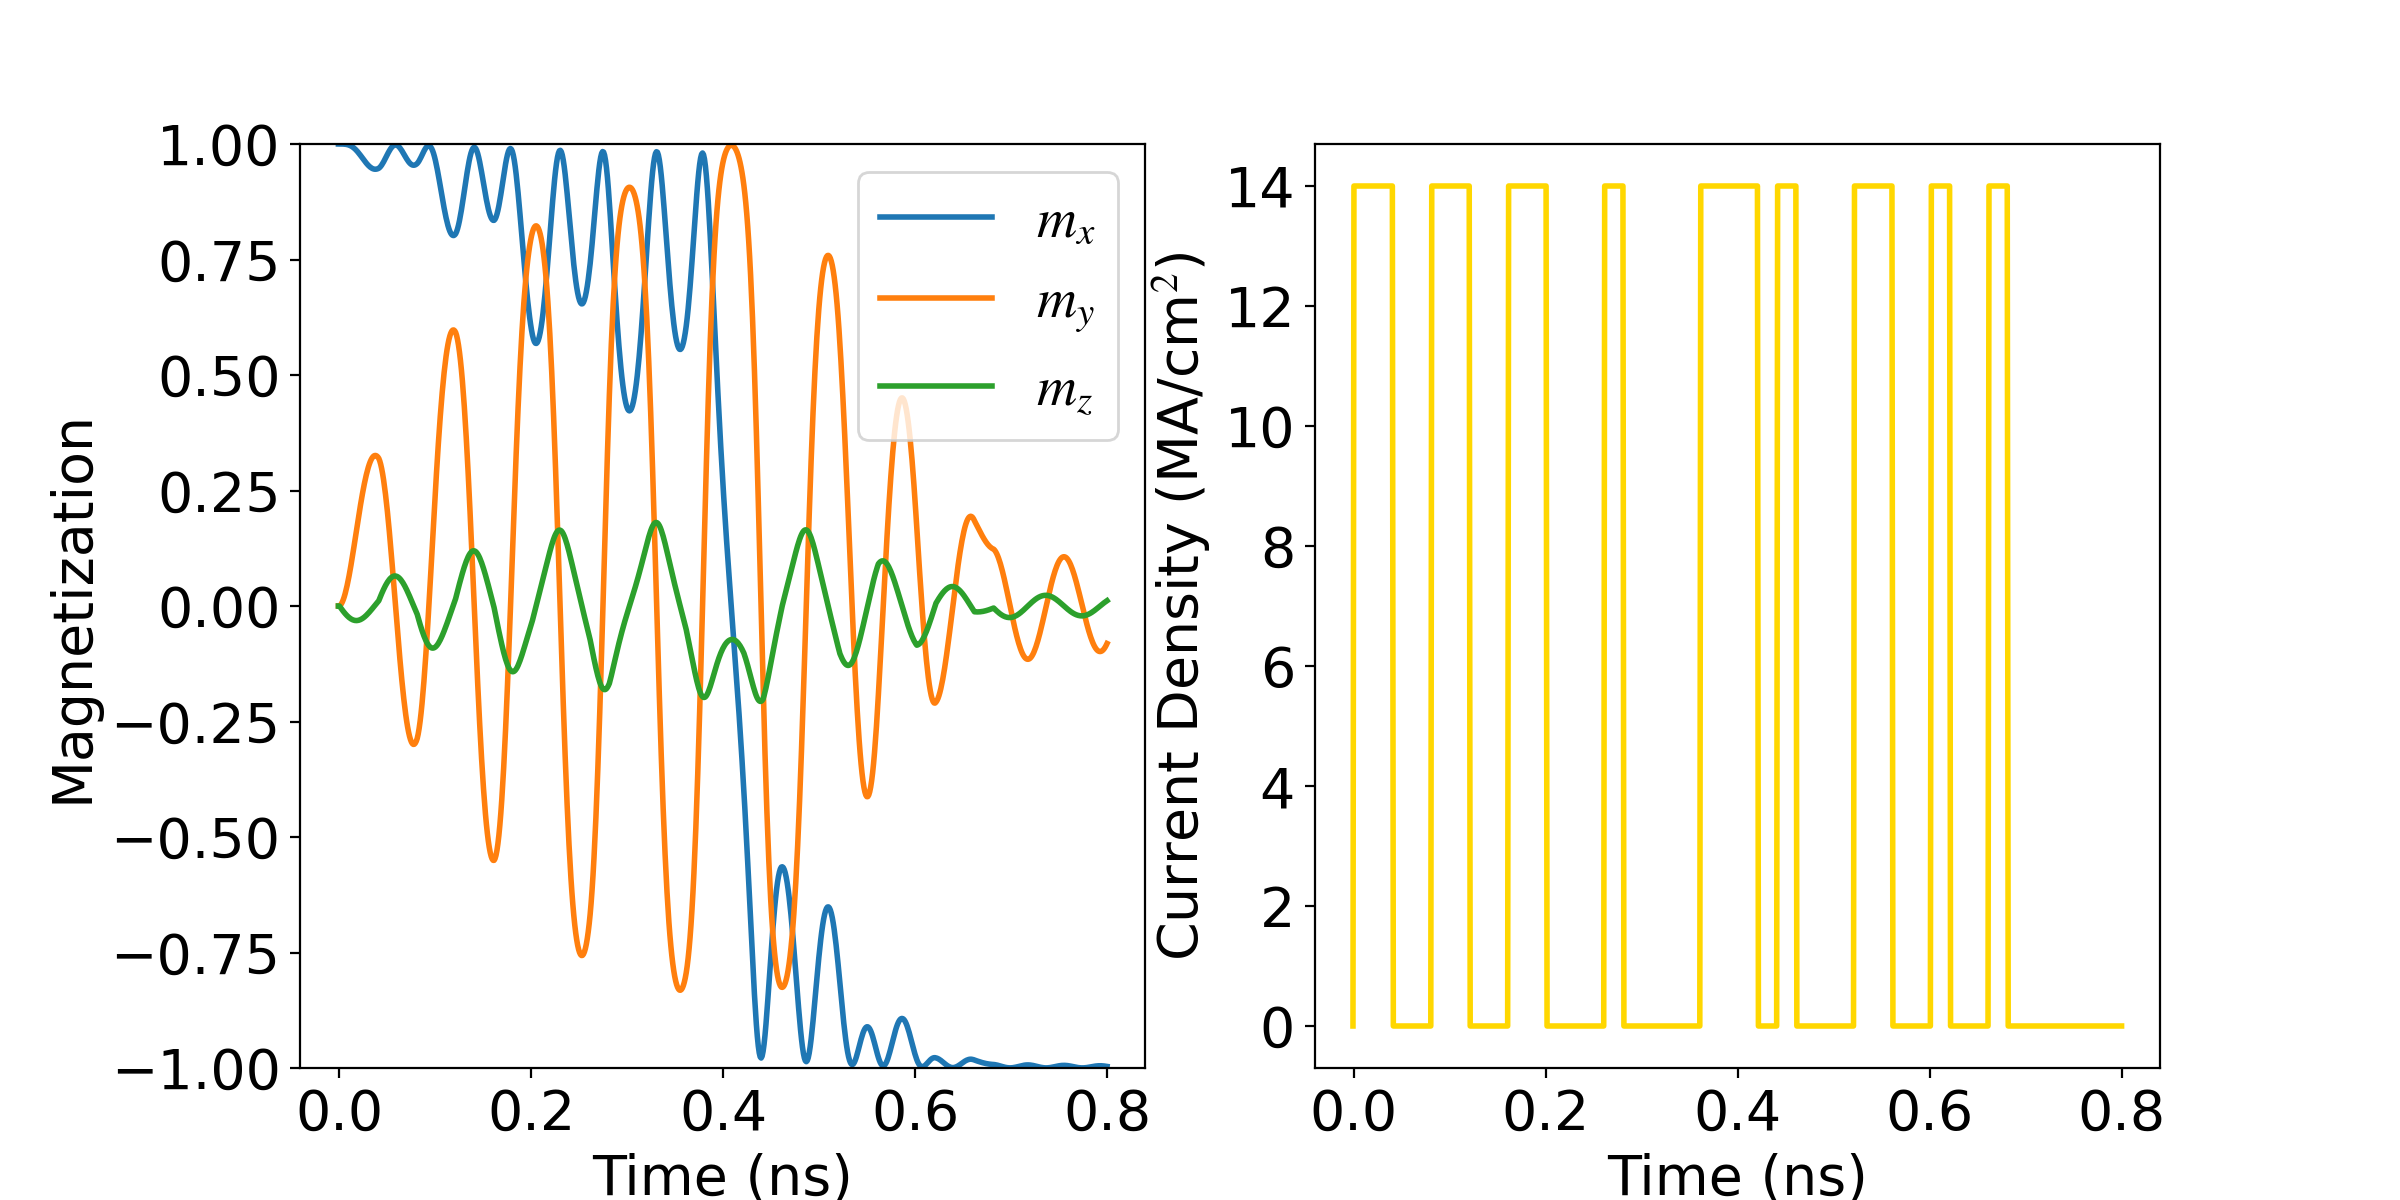 Magnetization
1.00
0.75
0.50
0.25
0.00
−0.25
−0.50
−0.75
−1.00
0.0 0.2 0.4 0.6 0.8
Time (ns)
m_x
m_y
m_z
Current Density (MA/cm²)
14
12
10
8
6
4
2
0
0.0 0.2 0.4 0.6 0.8
Time (ns)